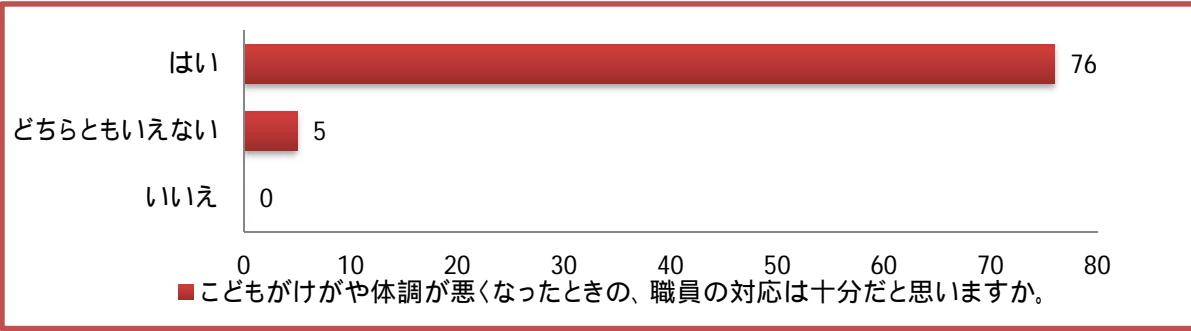 はい 76
どちらともいえない 5
いいえ 0
0 10 20 30 40 50 60 70 80
こどもがけがや体調が悪くなったときの、職員の対応は十分だと思いますか。